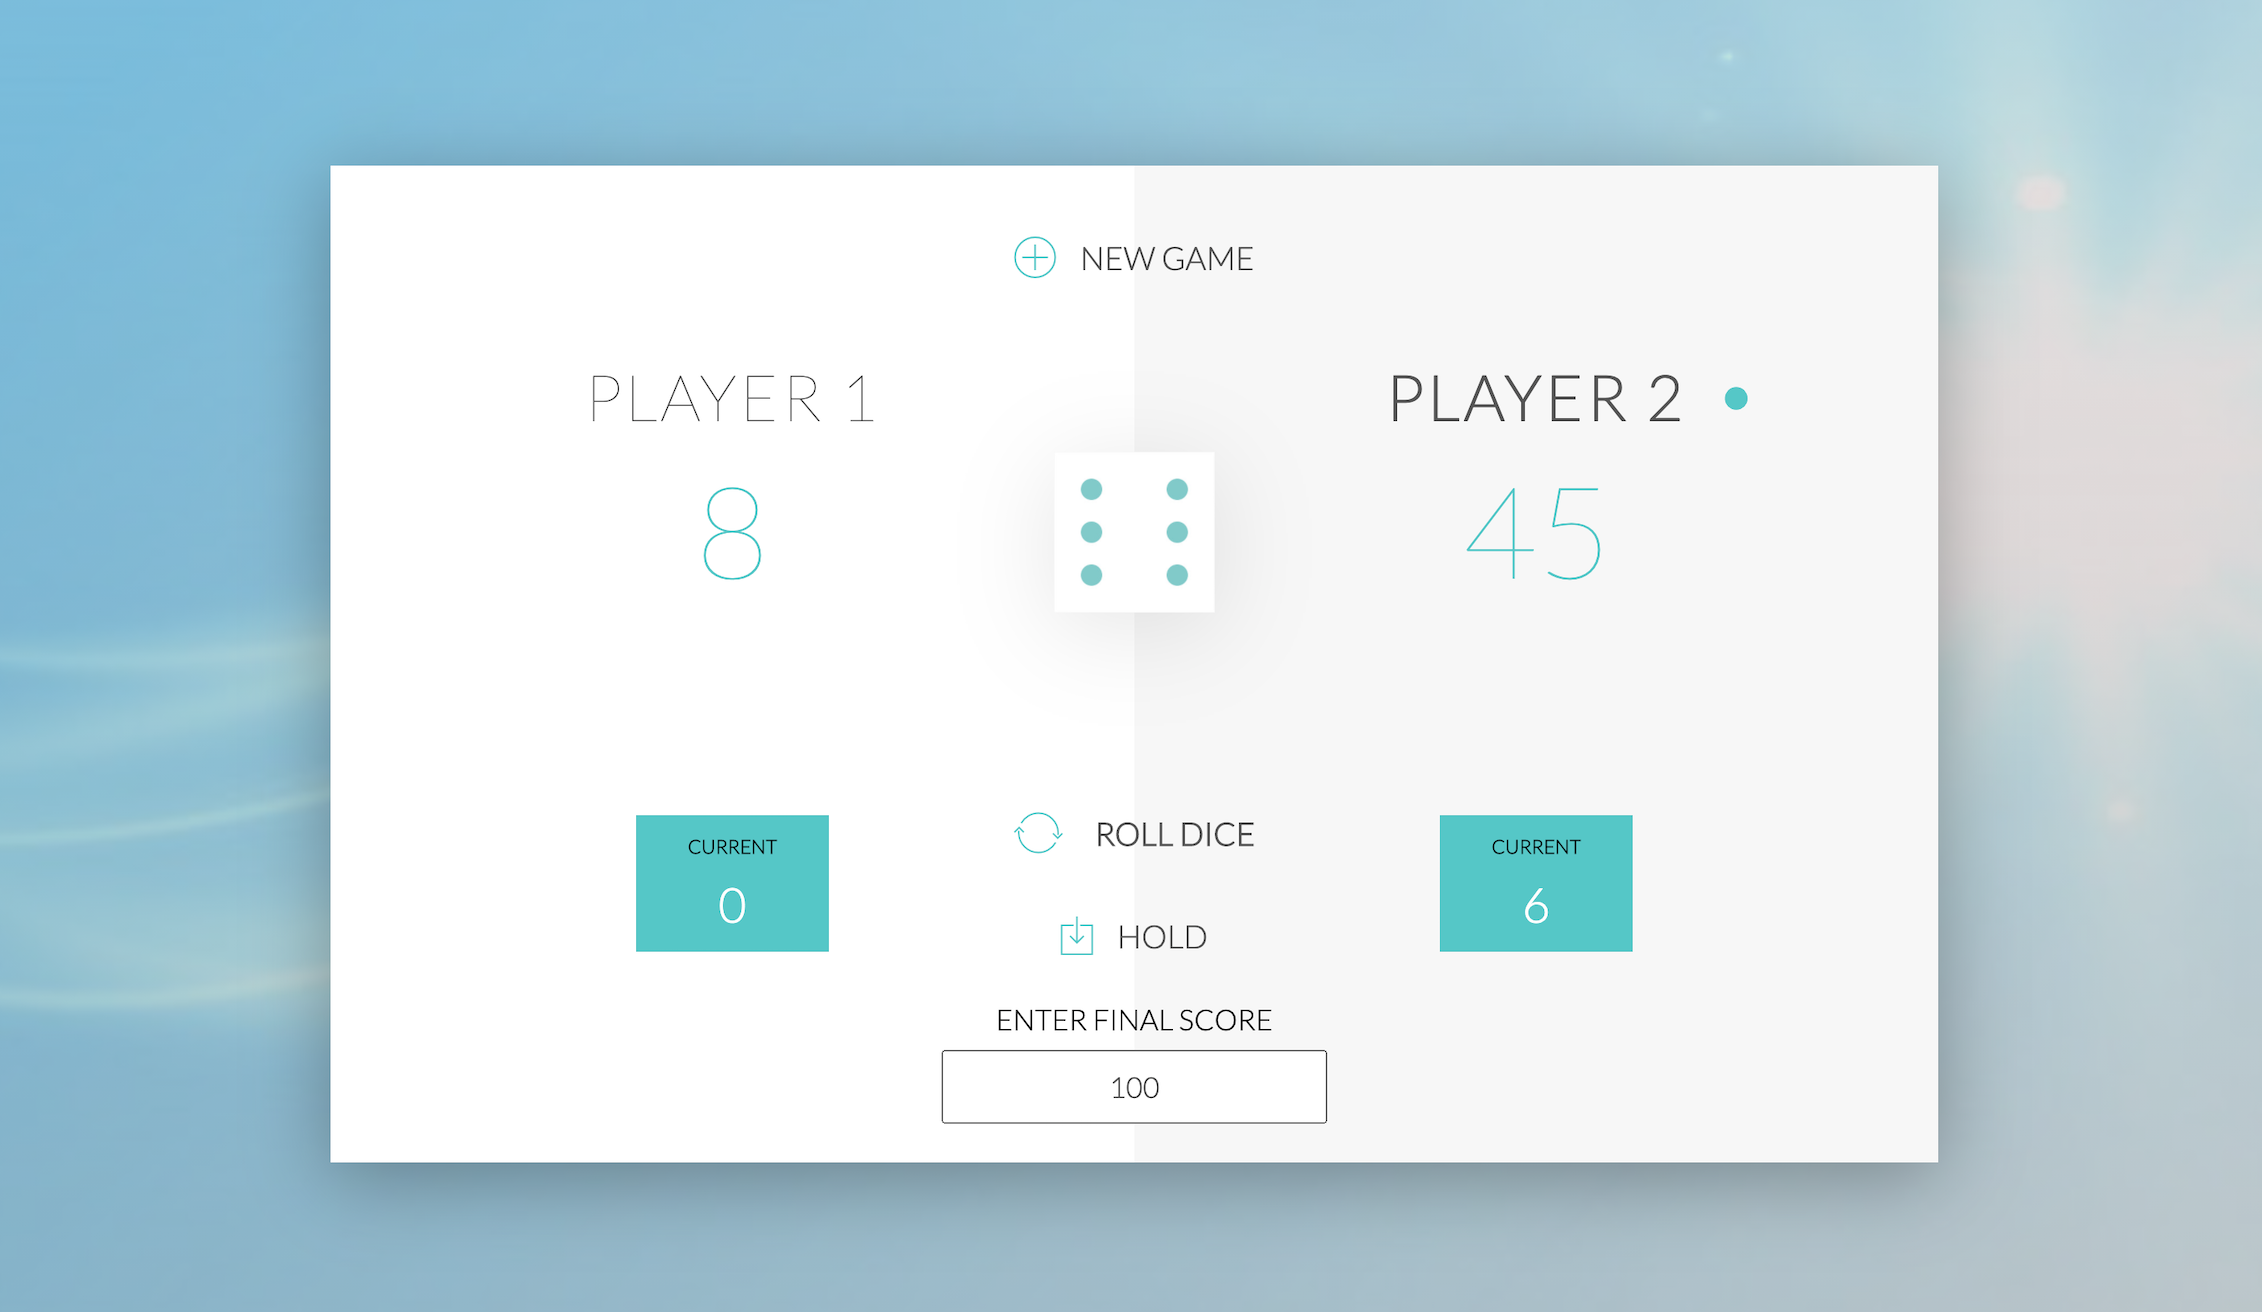 NEW GAME
PLAYER 1
8
PLAYER 2
45
CURRENT
0
ROLL DICE
HOLD
CURRENT
6
ENTER FINAL SCORE
100